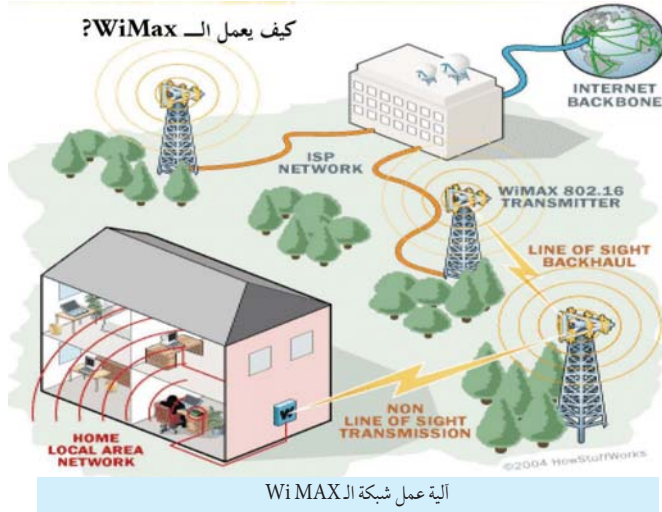 كيف يعمل الـــ WiMax?
INTERNET
BACKBONE
ISP
NETWORK
WiMAX 802.16
TRANSMITTER
LINE OF SIGHT
BACKHAUL
NON
LINE OF SIGHT
TRANSMISSION
HOME
LOCAL AREA
NETWORK
©2004 HowStuffWorks
آلية عمل شبكة الـ Wi MAX